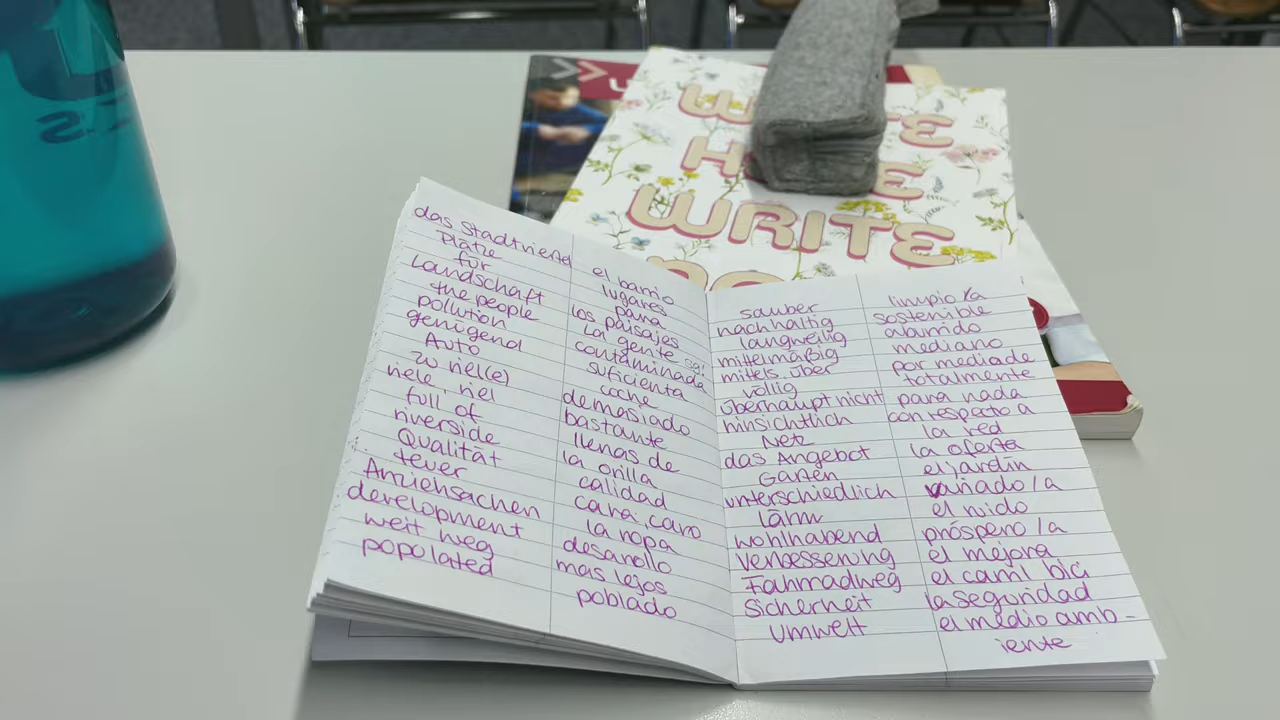 WRITE
das Stadtviertel
Plätze
für
Landschaft
the people
pollution
genügend
Auto
zu viel(e)
viele, viel
full of
riverside
Qualität
teuer
Anziehsachen
development
weit weg
populated
el barrio
lugares
para
los paisajes
La gente sg!
contaminada
suficienta
coche
demasiado
bastante
llenas de
la orilla
calidad
cara, caro
la ropa
desarollo
mas lejos
poblado
sauber
nachhaltig
langweilig
mittelmäßig
mittels, über
völlig
überhaupt nicht
hinsichtlich
Netz
das Angebot
Garten
unterschiedlich
Lärm
wohlhabend
Verbesserung
Fahrradweg
Sicherheit
Umwelt
limpio/a
sostenible
aburrido
mediano
por mediade
totalmente
para nada
con respecto a
la red
la oferta
el jardín
variado/a
el ruido
próspero/a
el mejora
el carril bici
la seguridad
el medio amb-
iente